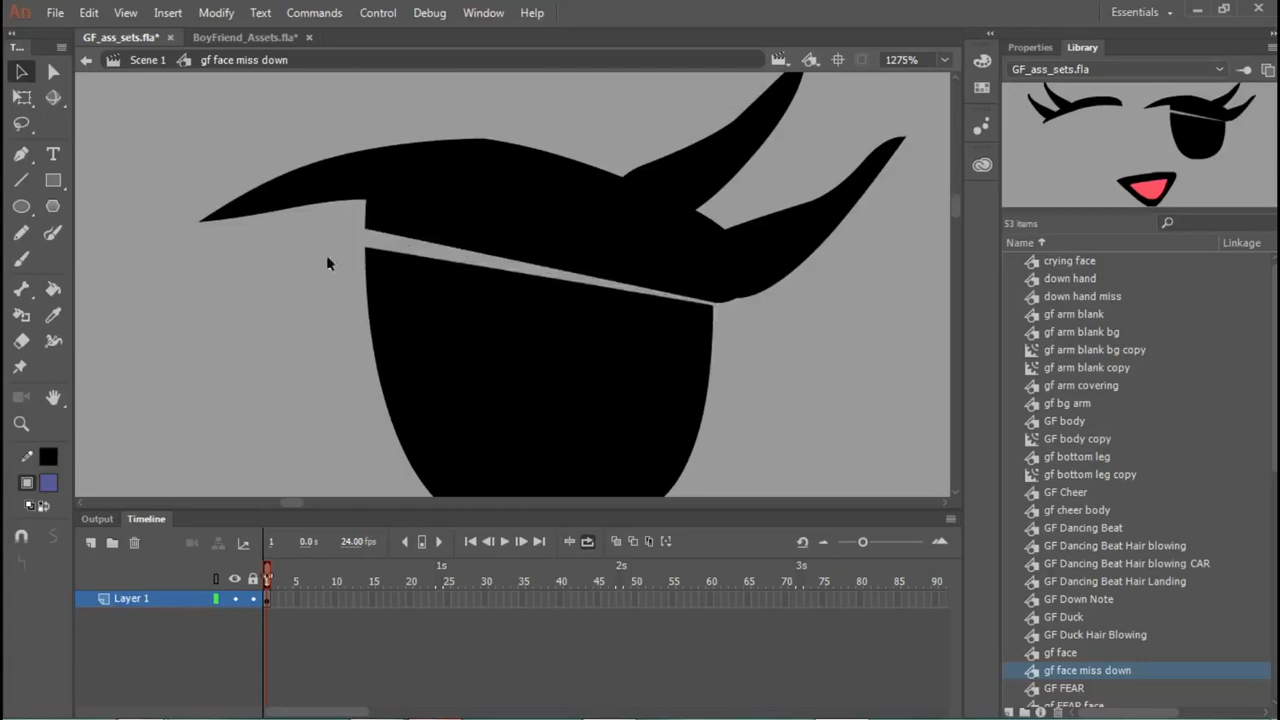 An File Edit View Insert Modify Text Commands Control Debug Window Help Essentials
GF_ass_sets.fla* × BoyFriend_Assets.fla* ×
T...
Properties Library
Scene 1 gf face miss down 1275%
GF_ass_sets.fla
53 items
Name Linkage
crying face
down hand
down hand miss
gf arm blank
gf arm blank bg
gf arm blank bg copy
gf arm blank copy
gf arm covering
gf bg arm
GF body
GF body copy
gf bottom leg
gf bottom leg copy
GF Cheer
gf cheer body
GF Dancing Beat
GF Dancing Beat Hair blowing
GF Dancing Beat Hair blowing CAR
GF Dancing Beat Hair Landing
GF Down Note
GF Duck
GF Duck Hair Blowing
gf face
gf face miss down
GF FEAR
gf FEAR face
Output Timeline
1 0.0 s 24.00 fps
1s 2s 3s
5 10 15 20 25 30 35 40 45 50 55 60 65 70 75 80 85 90
Layer 1